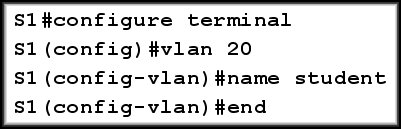 S1#configure terminal
S1(config)#vlan 20
S1(config-vlan)#name student
S1(config-vlan)#end